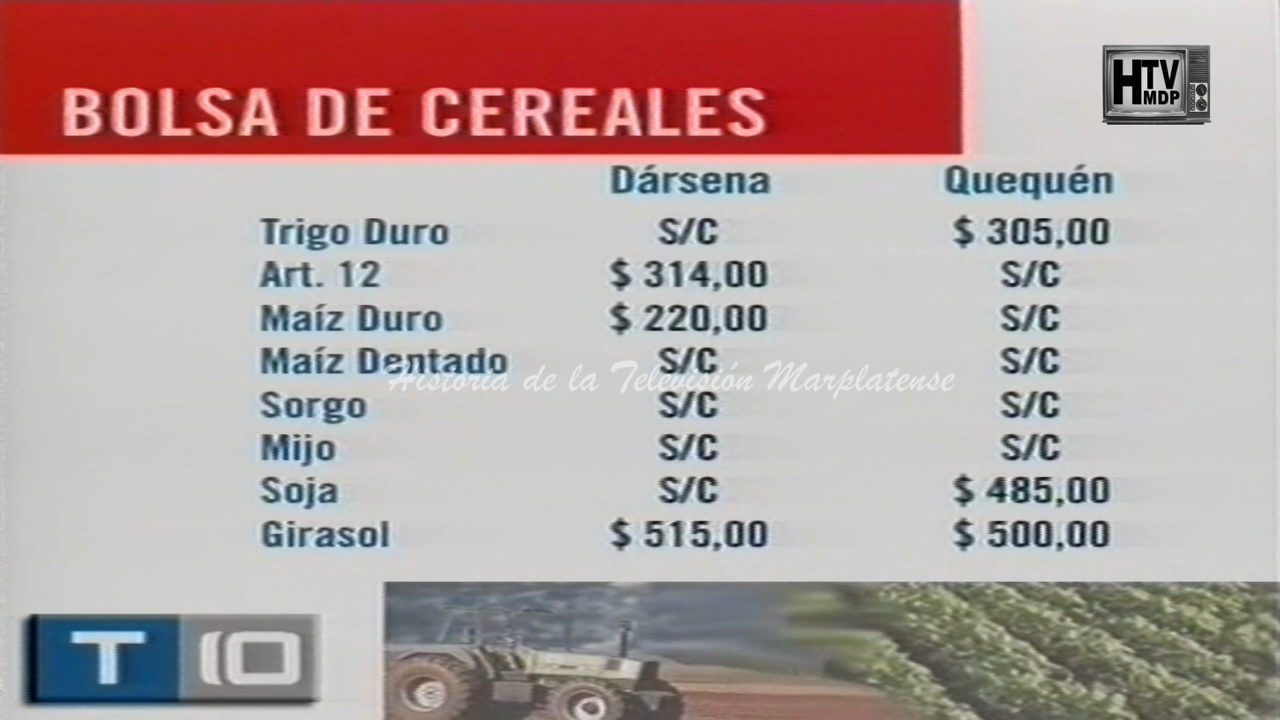 BOLSA DE CEREALES
HTV
MDP
Dársena Quequén
Trigo Duro S/C $ 305,00
Art. 12 $ 314,00 S/C
Maíz Duro $ 220,00 S/C
Maíz Dentado S/C S/C
Historia de la Televisión Marplatense
Sorgo S/C S/C
Mijo S/C S/C
Soja S/C $ 485,00
Girasol $ 515,00 $ 500,00
T 10